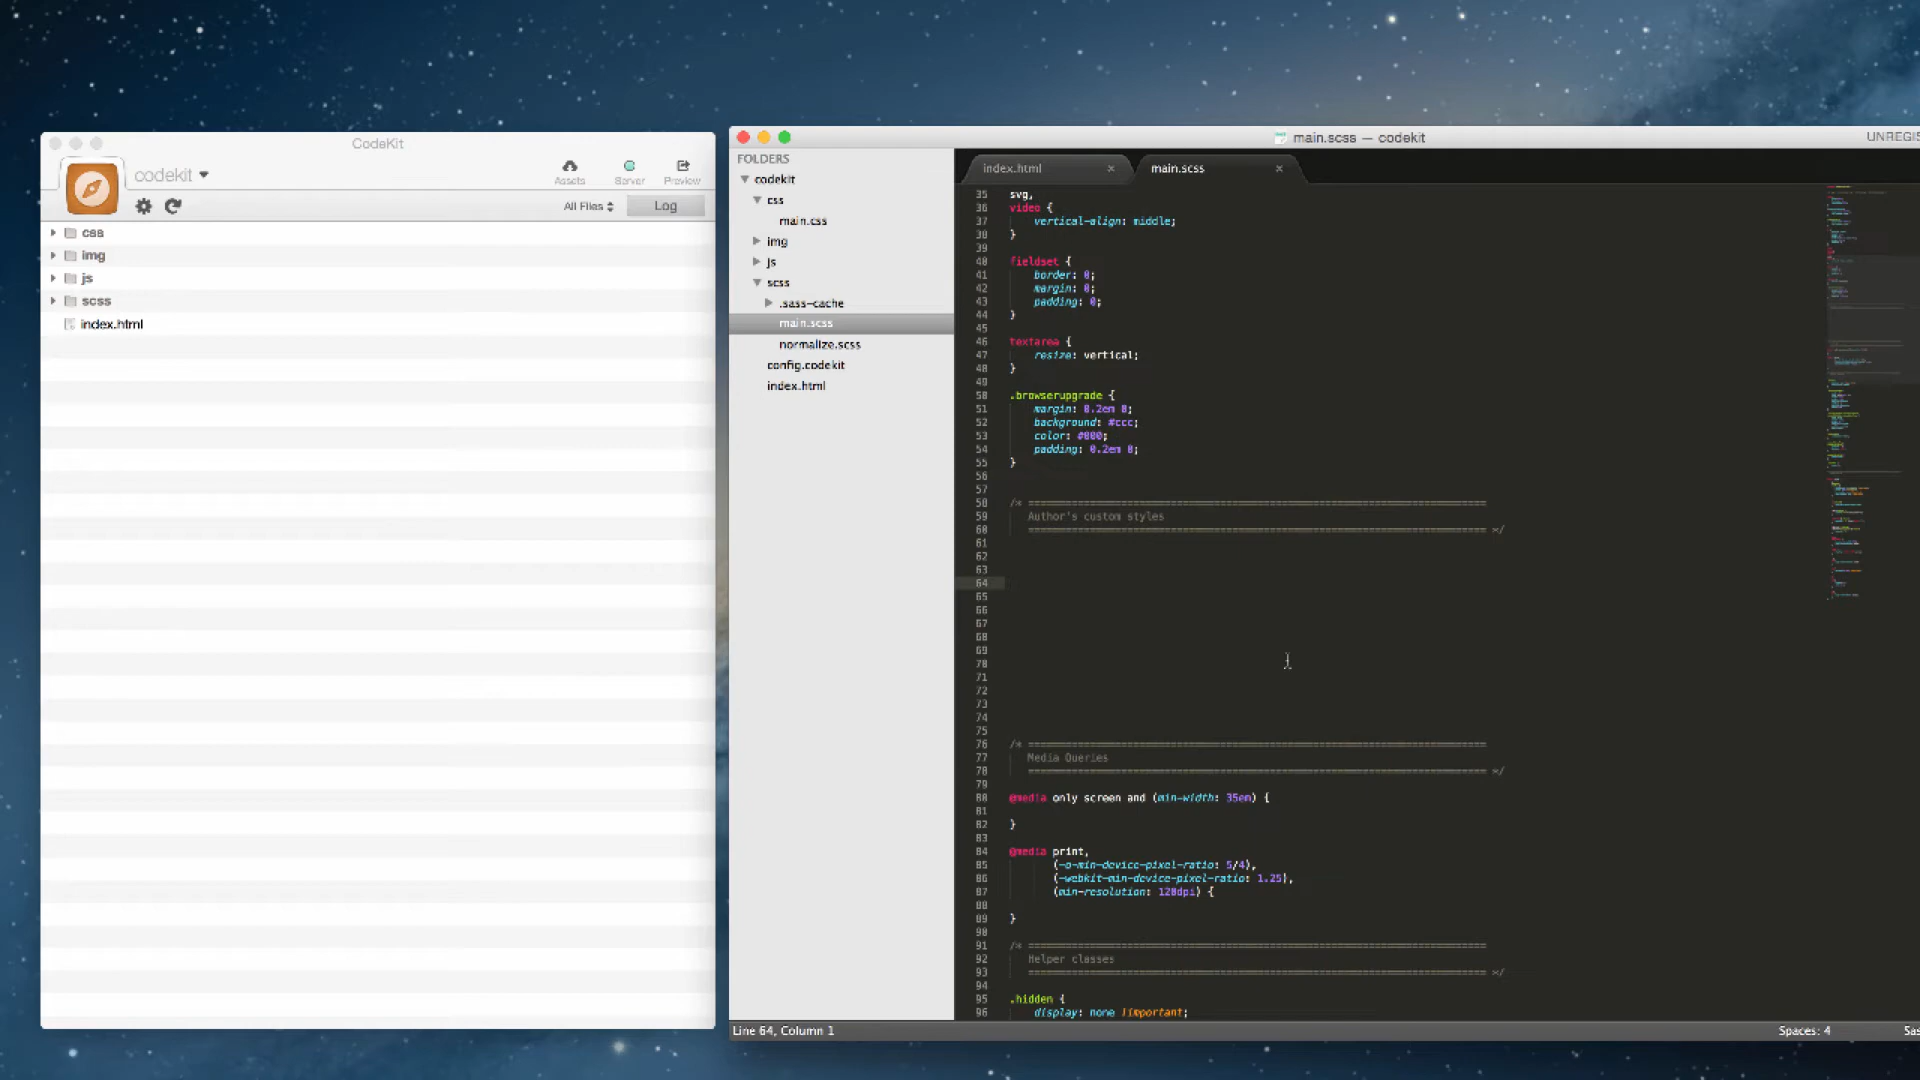 CodeKit
codekit
Assets
Server
Preview
All Files
Log
css
img
js
scss
index.html
main.scss — codekit
UNREGIS
FOLDERS
codekit
css
main.css
img
js
scss
.sass-cache
main.scss
normalize.scss
config.codekit
index.html
index.html ×
main.scss ×
35 svg,
36 video {
37 vertical-align: middle;
38 }
39
40 fieldset {
41 border: 0;
42 margin: 0;
43 padding: 0;
44 }
45
46 textarea {
47 resize: vertical;
48 }
49
50 .browserupgrade {
51 margin: 0.2em 0;
52 background: #ccc;
53 color: #000;
54 padding: 0.2em 0;
55 }
56
57
58 /* ==========================================================================
59 Author's custom styles
60 ========================================================================== */
61
62
63
64
65
66
67
68
69
70
71
72
73
74
75
76 /* ==========================================================================
77 Media Queries
78 ========================================================================== */
79
80 @media only screen and (min-width: 35em) {
81
82 }
83
84 @media print,
85 (-o-min-device-pixel-ratio: 5/4),
86 (-webkit-min-device-pixel-ratio: 1.25),
87 (min-resolution: 120dpi) {
88
89 }
90
91 /* ==========================================================================
92 Helper classes
93 ========================================================================== */
94
95 .hidden {
96 display: none !important;
Line 64, Column 1
Spaces: 4
Sas